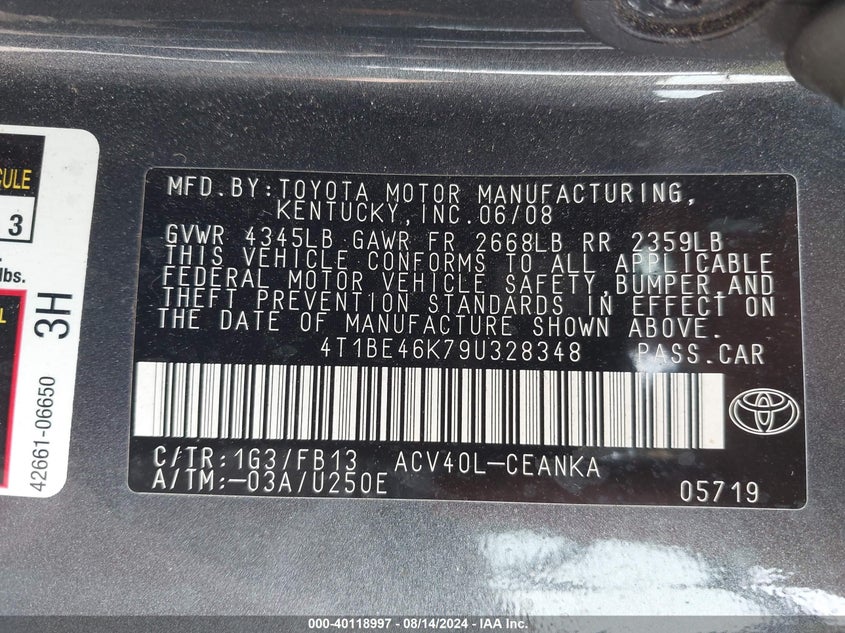 CULE
3
lbs.
L
3H
42661-06650
MFD.BY:TOYOTA MOTOR MANUFACTURING,
KENTUCKY,INC.06/08
GVWR 4345LB GAWR FR 2668LB RR 2359LB
THIS VEHICLE CONFORMS TO ALL APPLICABLE
FEDERAL MOTOR VEHICLE SAFETY,BUMPER,AND
THEFT PREVENTION STANDARDS IN EFFECT ON
THE DATE OF MANUFACTURE SHOWN ABOVE.
4T1BE46K79U328348 PASS.CAR
C/TR:1G3/FB13 ACV40L-CEANKA
A/TM:-03A/U250E 05719
000-40118997 - 08/14/2024 - IAA Inc.